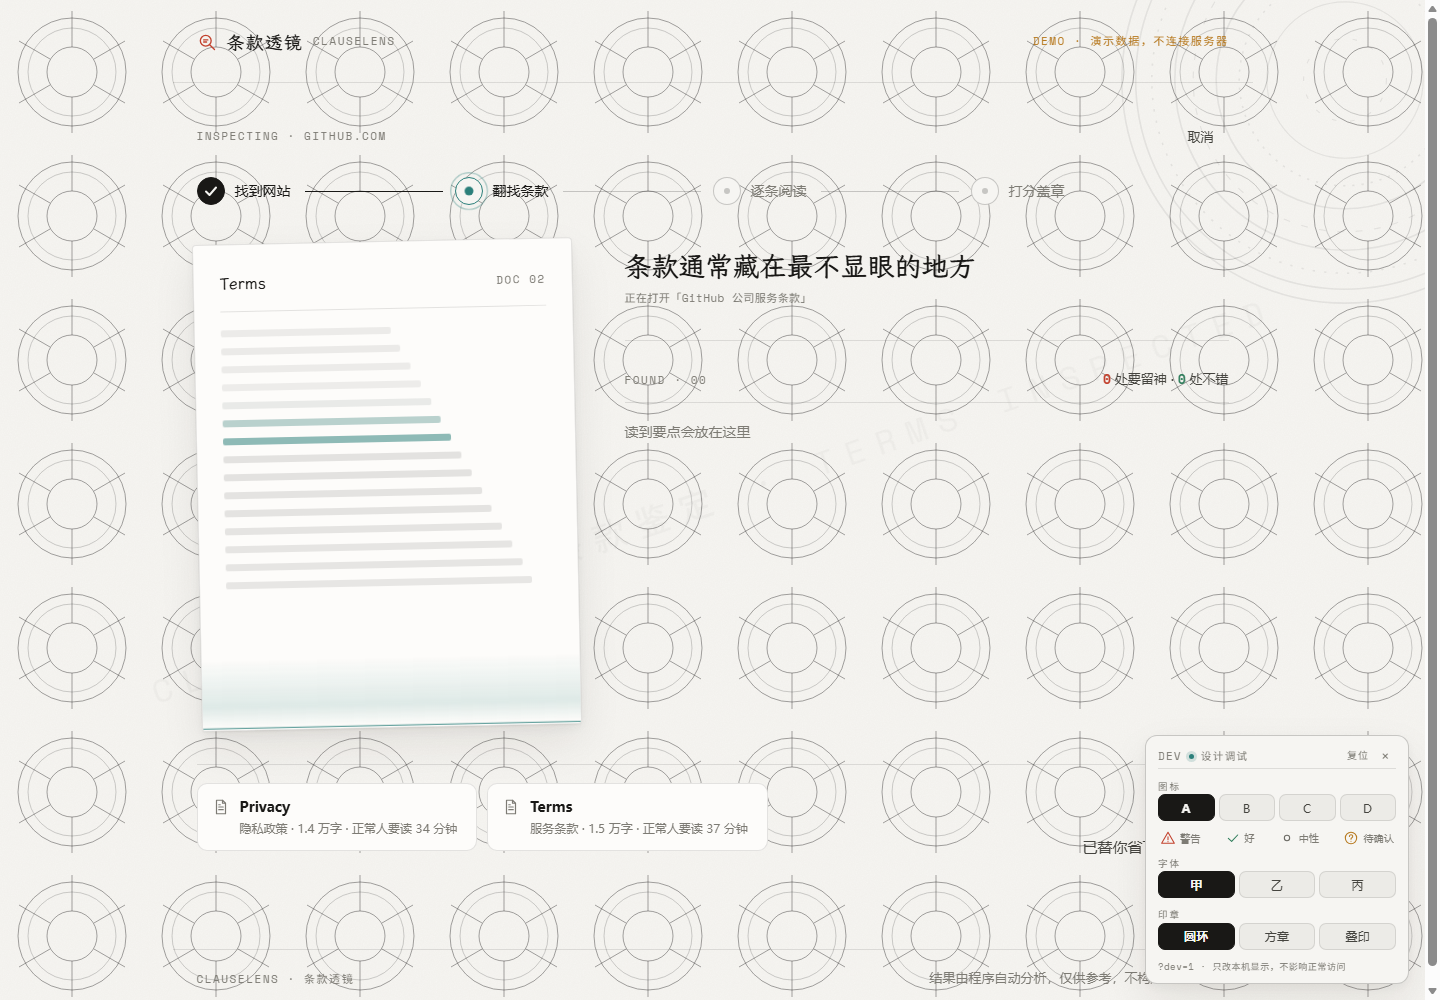 条款透镜 CLAUSELENS
DEMO · 演示数据，不连接服务器
INSPECTING · GITHUB.COM
取消
找到网站
翻找条款
逐条阅读
打分盖章
Terms
DOC 02
条款通常藏在最不显眼的地方
正在打开「GitHub 公司服务条款」
FOUND · 00
0 处要留神 · 0 处不错
读到要点会放在这里
TERMS INSPECTED
Privacy
隐私政策 · 1.4 万字 · 正常人要读 34 分钟
Terms
服务条款 · 1.5 万字 · 正常人要读 37 分钟
已替你省
CLAUSELENS · 条款透镜
结果由程序自动分析，仅供参考，不构
DEV 设计调试
复位 ×
图标
A
B
C
D
警告
好
中性
待确认
字体
甲
乙
丙
印章
圆环
方章
叠印
?dev=1 · 只改本机显示，不影响正常访问